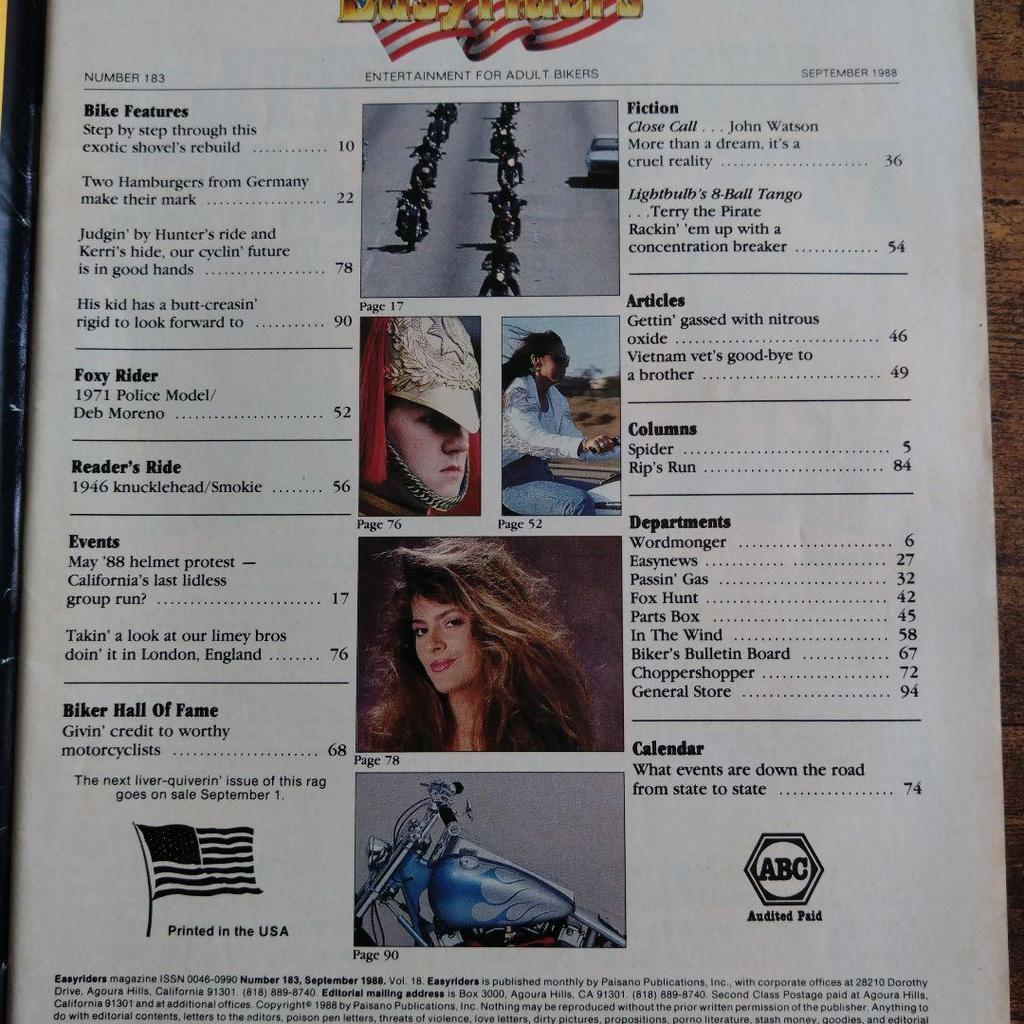 Easyriders
NUMBER 183
ENTERTAINMENT FOR ADULT BIKERS
SEPTEMBER 1988
Bike Features
Step by step through this
exotic shovel's rebuild ............ 10
Two Hamburgers from Germany
make their mark .................. 22
Judgin' by Hunter's ride and
Kerri's hide, our cyclin' future
is in good hands .................. 78
His kid has a butt-creasin'
rigid to look forward to ........... 90
Foxy Rider
1971 Police Model/
Deb Moreno ...................... 52
Reader's Ride
1946 knucklehead/Smokie ........ 56
Events
May '88 helmet protest —
California's last lidless
group run? ......................... 17
Takin' a look at our limey bros
doin' it in London, England ........ 76
Biker Hall Of Fame
Givin' credit to worthy
motorcyclists ...................... 68
The next liver-quiverin' issue of this rag
goes on sale September 1.
Printed in the USA
Page 17
Page 76
Page 52
Page 78
Page 90
Fiction
Close Call . . . John Watson
More than a dream, it's a
cruel reality ...................... 36
Lightbulb's 8-Ball Tango
. . .Terry the Pirate
Rackin' 'em up with a
concentration breaker ............ 54
Articles
Gettin' gassed with nitrous
oxide ............................... 46
Vietnam vet's good-bye to
a brother .......................... 49
Columns
Spider .............................. 5
Rip's Run .......................... 84
Departments
Wordmonger ...................... 6
Easynews .......................... 27
Passin' Gas ........................ 32
Fox Hunt .......................... 42
Parts Box .......................... 45
In The Wind ...................... 58
Biker's Bulletin Board ............ 67
Choppershopper .................. 72
General Store ...................... 94
Calendar
What events are down the road
from state to state ................ 74
ABC
Audited Paid
Easyriders magazine ISSN 0046-0990 Number 183, September 1988. Vol. 18. Easyriders is published monthly by Paisano Publications, Inc., with corporate offices at 28210 Dorothy
Drive, Agoura Hills, California 91301. (818) 889-8740. Editorial mailing address is Box 3000, Agoura Hills, CA 91301. (818) 889-8740. Second Class Postage paid at Agoura Hills,
California 91301 and at additional offices. Copyright® 1988 by Paisano Publications, Inc. Nothing may be reproduced without the prior written permission of the publisher. Anything to
do with editorial contents, letters to the editors, poison pen letters, threats of violence, love letters, dirty pictures, propositions, porno literature, stash money, goodies, and editorial